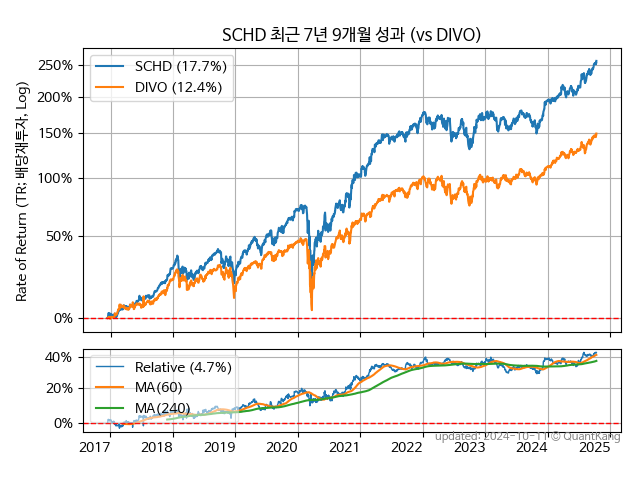 SCHD 최근 7년 9개월 성과 (vs DIVO)
Rate of Return (TR: 배당재투자, Log)
250%
200%
150%
100%
50%
0%
SCHD (17.7%)
DIVO (12.4%)
40%
20%
0%
Relative (4.7%)
MA(60)
MA(240)
2017 2018 2019 2020 2021 2022 2023 2024 2025
updated: 2024-10-11 © QuantKang